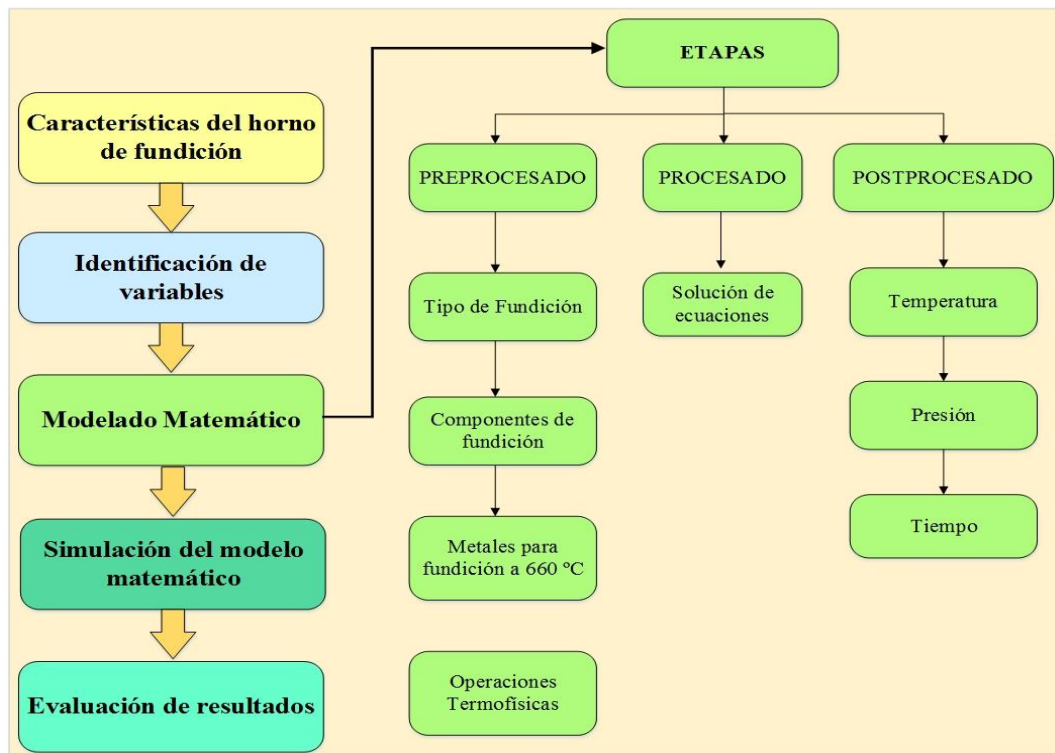 Características del horno
de fundición
Identificación de
variables
Modelado Matemático
Simulación del modelo
matemático
Evaluación de resultados
ETAPAS
PREPROCESADO
PROCESADO
POSTPROCESADO
Tipo de Fundición
Solución de
ecuaciones
Temperatura
Componentes de
fundición
Presión
Metales para
fundición a 660 ºC
Tiempo
Operaciones
Termofísicas